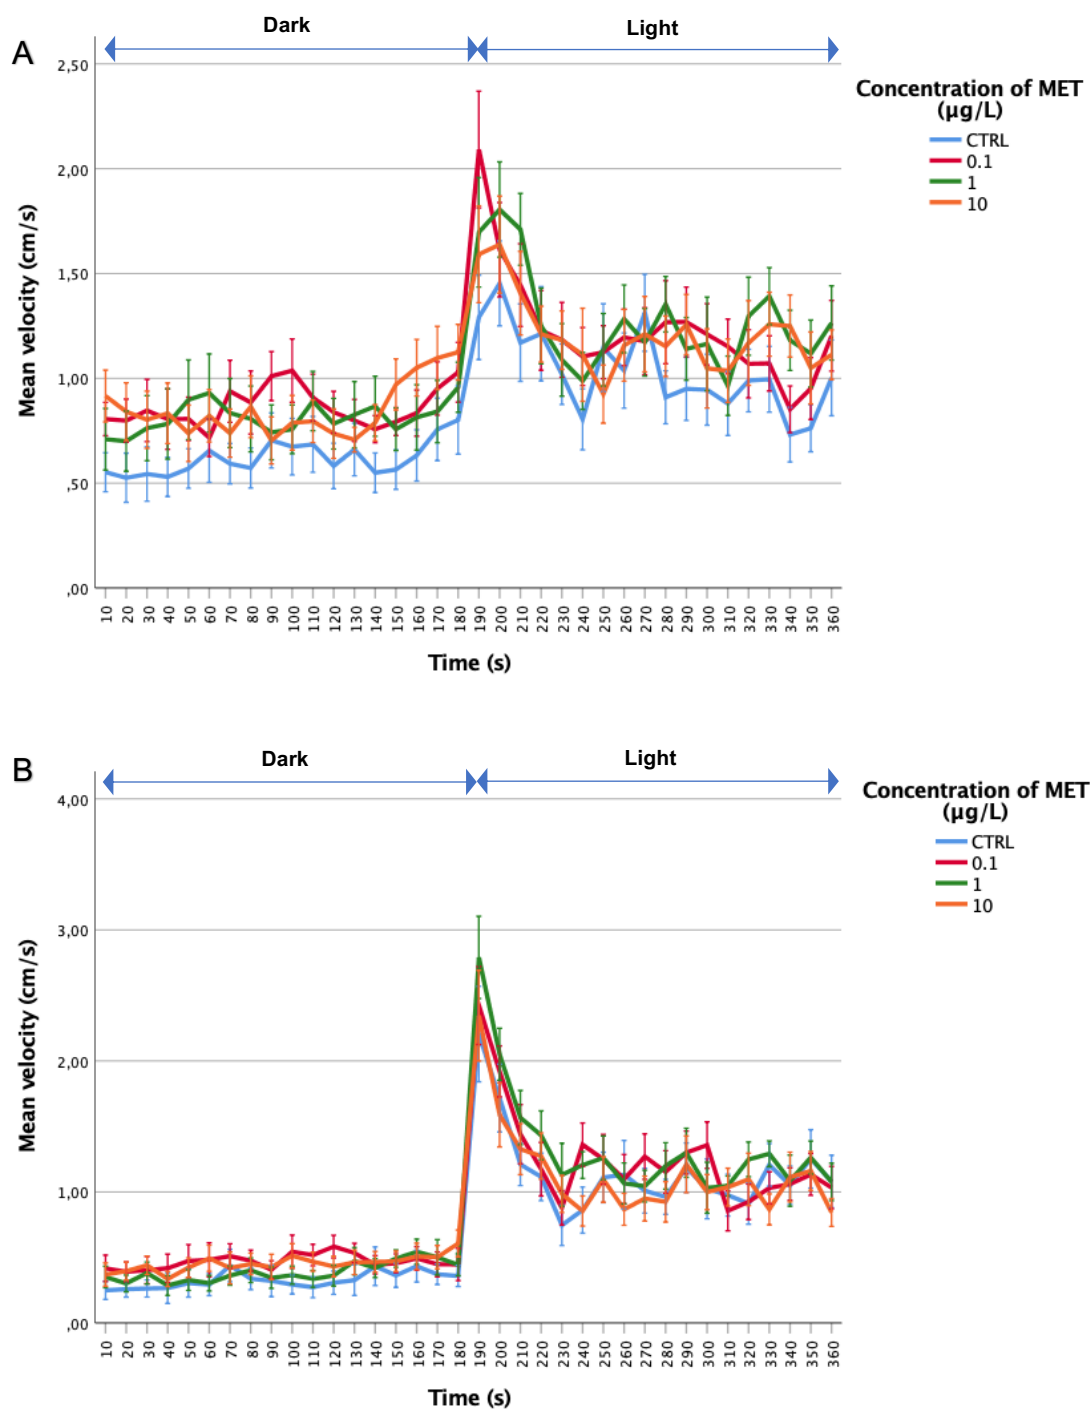 A
Dark
Light
2,50
2,00
1,50
1,00
,50
,00
Mean velocity (cm/s)
10 20 30 40 50 60 70 80 90 100 110 120 130 140 150 160 170 180 190 200 210 220 230 240 250 260 270 280 290 300 310 320 330 340 350 360
Time (s)
Concentration of MET
(µg/L)
CTRL
0.1
1
10
B
Dark
Light
4,00
3,00
2,00
1,00
,00
Mean velocity (cm/s)
10 20 30 40 50 60 70 80 90 100 110 120 130 140 150 160 170 180 190 200 210 220 230 240 250 260 270 280 290 300 310 320 330 340 350 360
Time (s)
Concentration of MET
(µg/L)
CTRL
0.1
1
10